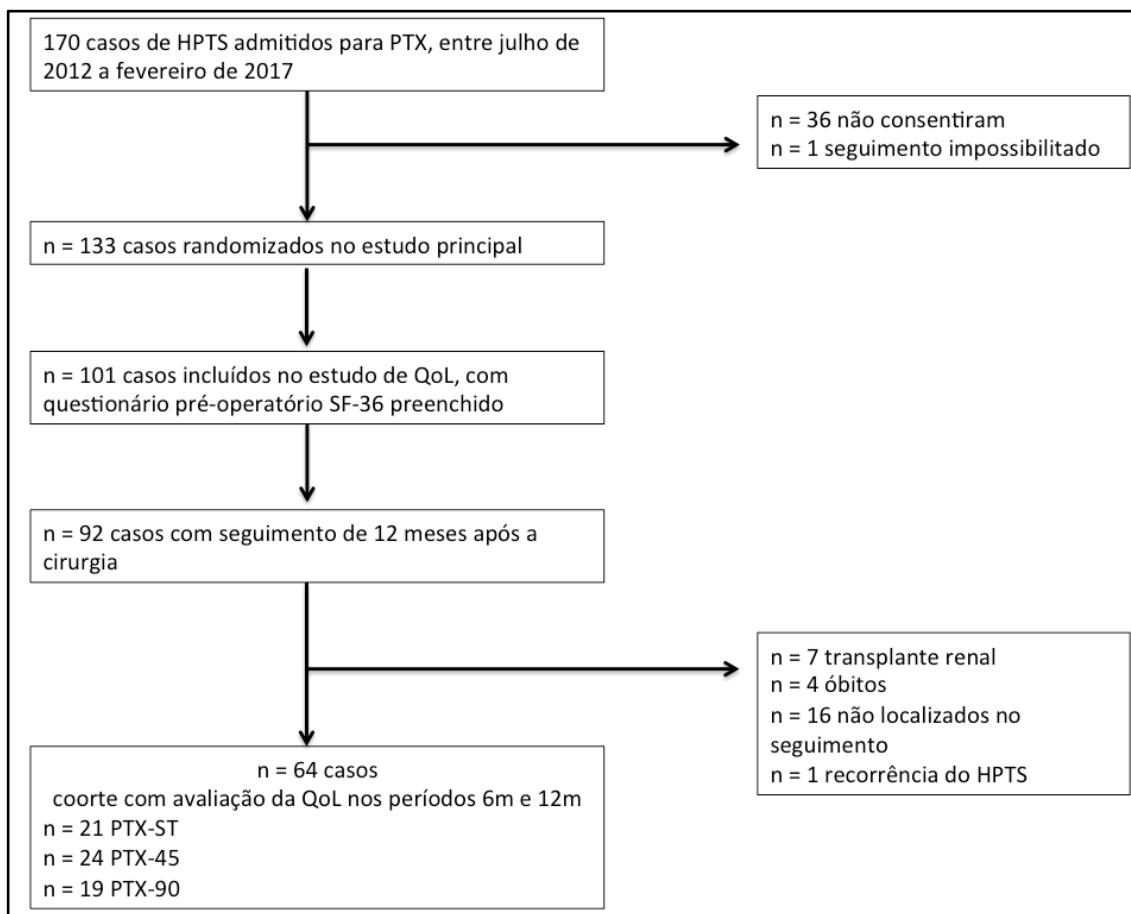 170 casos de HPTS admitidos para PTX, entre julho de
2012 a fevereiro de 2017
n = 36 não consentiram
n = 1 seguimento impossibilitado
n = 133 casos randomizados no estudo principal
n = 101 casos incluídos no estudo de QoL, com
questionário pré-operatório SF-36 preenchido
n = 92 casos com seguimento de 12 meses após a
cirurgia
n = 7 transplante renal
n = 4 óbitos
n = 16 não localizados no
seguimento
n = 1 recorrência do HPTS
n = 64 casos
coorte com avaliação da QoL nos períodos 6m e 12m
n = 21 PTX-ST
n = 24 PTX-45
n = 19 PTX-90